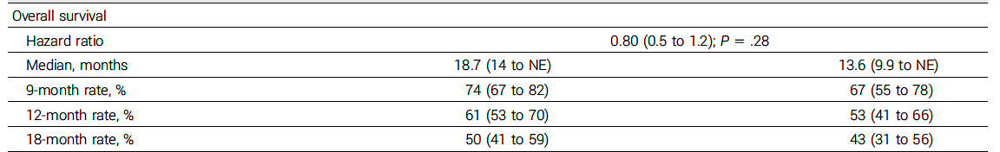 Overall survival
Hazard ratio 0.80 (0.5 to 1.2); P = .28
Median, months 18.7 (14 to NE) 13.6 (9.9 to NE)
9-month rate, % 74 (67 to 82) 67 (55 to 78)
12-month rate, % 61 (53 to 70) 53 (41 to 66)
18-month rate, % 50 (41 to 59) 43 (31 to 56)